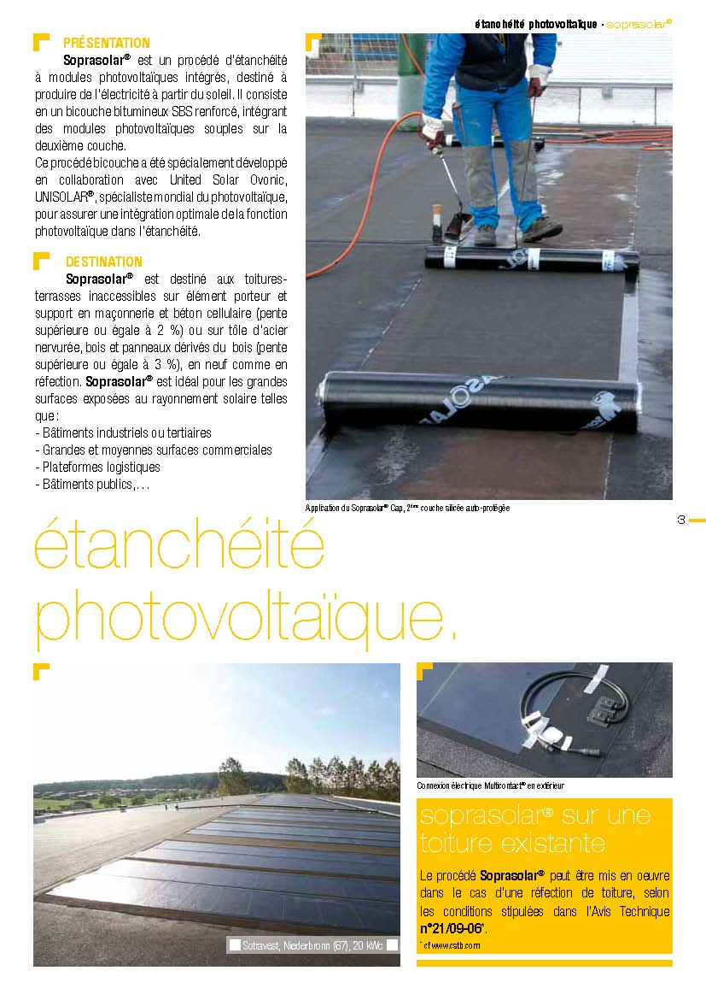 étanchéité photovoltaïque · soprasolar®
PRÉSENTATION
Soprasolar® est un procédé d'étanchéité
à modules photovoltaïques intégrés, destiné à
produire de l'électricité à partir du soleil. Il consiste
en un bicouche bitumineux SBS renforcé, intégrant
des modules photovoltaïques souples sur la
deuxième couche.
Ce procédé bicouche a été spécialement développé
en collaboration avec United Solar Ovonic,
UNISOLAR®, spécialiste mondial du photovoltaïque,
pour assurer une intégration optimale de la fonction
photovoltaïque dans l'étanchéité.
DESTINATION
Soprasolar® est destiné aux toitures-
terrasses inaccessibles sur élément porteur et
support en maçonnerie et béton cellulaire (pente
supérieure ou égale à 2 %) ou sur tôle d'acier
nervurée, bois et panneaux dérivés du bois (pente
supérieure ou égale à 3 %), en neuf comme en
réfection. Soprasolar® est idéal pour les grandes
surfaces exposées au rayonnement solaire telles
que :
- Bâtiments industriels ou tertiaires
- Grandes et moyennes surfaces commerciales
- Plateformes logistiques
- Bâtiments publics,…
Application du Soprasolar® Cap, 2ème couche silicée auto-protégée
3
étanchéité
photovoltaïque.
Sotravest, Niederbronn (67), 20 kWc
Connexion électrique Multicontact® en extérieur
soprasolar® sur une
toiture existante
Le procédé Soprasolar® peut être mis en oeuvre
dans le cas d'une réfection de toiture, selon
les conditions stipulées dans l'Avis Technique
n°21/09-06*.
* cf www.cstb.com